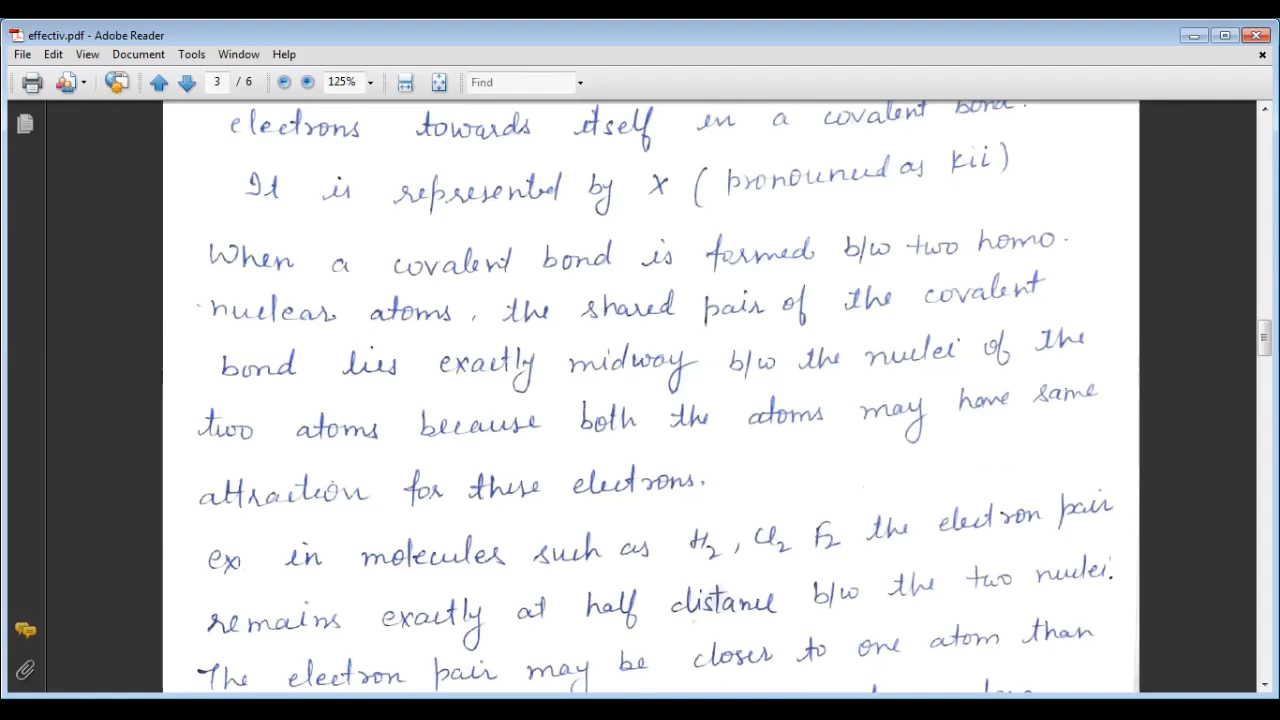 effectiv.pdf - Adobe Reader
File Edit View Document Tools Window Help
3 / 6 125% Find
electrons towards itself in a covalent bond.
It is represented by X (pronounced as kii)
When a covalent bond is formed b/w two homo-
nuclear atoms, the shared pair of the covalent
bond lies exactly midway b/w the nuclei of the
two atoms because both the atoms may have same
attraction for these electrons.
ex in molecules such as H2, Cl2 F2 the electron pair
remains exactly at half distance b/w the two nuclei.
The electron pair may be closer to one atom than